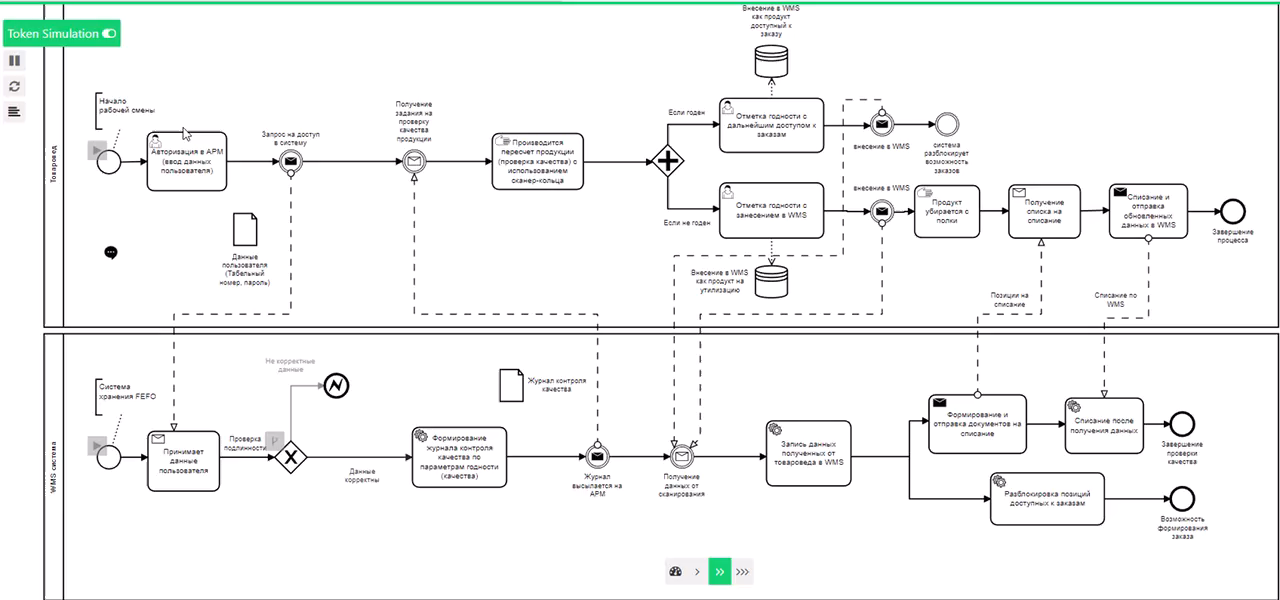 Token Simulation
Товаровед
Начало
рабочей смены
Авторизация в АРМ
(ввод данных
пользователя)
Запрос на доступ
в систему
Данные
пользователя
(Табельный
номер, пароль)
Получение
задания на
проверку
качества
продукции
Производится
пересчет продукции
(проверка качества) с
использованием
сканер-кольца
Если годен
Если не годен
Внесение в WMS
как продукт
доступный к
заказу
Отметка годности с
дальнейшим доступом к
заказам
внесение в WMS
система
разблокирует
возможность
заказов
Отметка годности с
занесением в WMS
внесение в WMS
Внесение в WMS
как продукт на
утилизацию
Продукт
убирается с
полки
Получение
списка на
списание
Списание и
отправка
обновленных
данных в WMS
Завершение
процесса
Позиции на
списание
Списание по
WMS
WMS система
Система
хранения FEFO
Принимает
данные
пользователя
Проверка
подлинности
Не корректные
данные
Данные
корректны
Формирование
журнала контроля
качества по
параметрам годности
(качества)
Журнал контроля
качества
Журнал
высылается на
АРМ
Получение
данных от
сканирования
Запись данных
полученных от
товароведа в WMS
Формирование и
отправка документов на
списание
Списание после
получения данных
Завершение
проверки
качества
Разблокировка позиций
доступных к заказам
Возможность
формирования
заказа